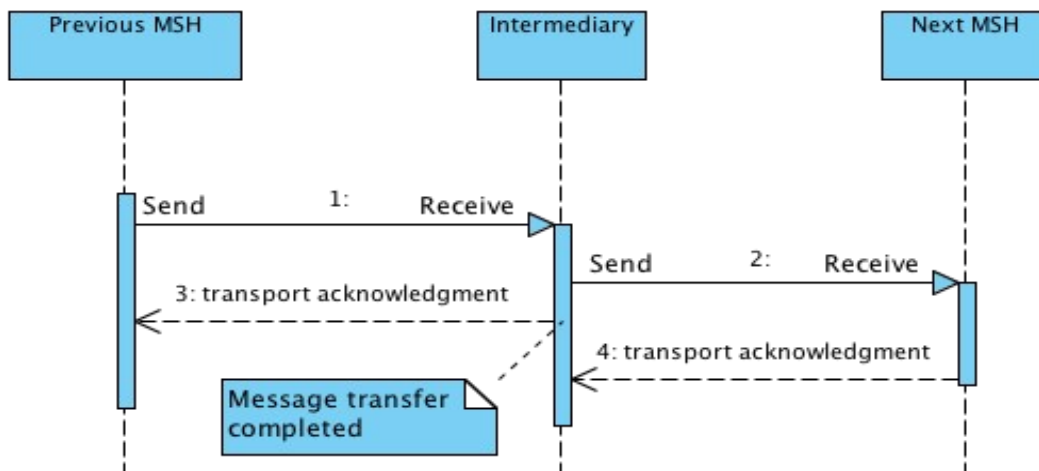 Previous MSH
Intermediary
Next MSH
Send 1: Receive
Send 2: Receive
3: transport acknowledgment
4: transport acknowledgment
Message transfer
completed